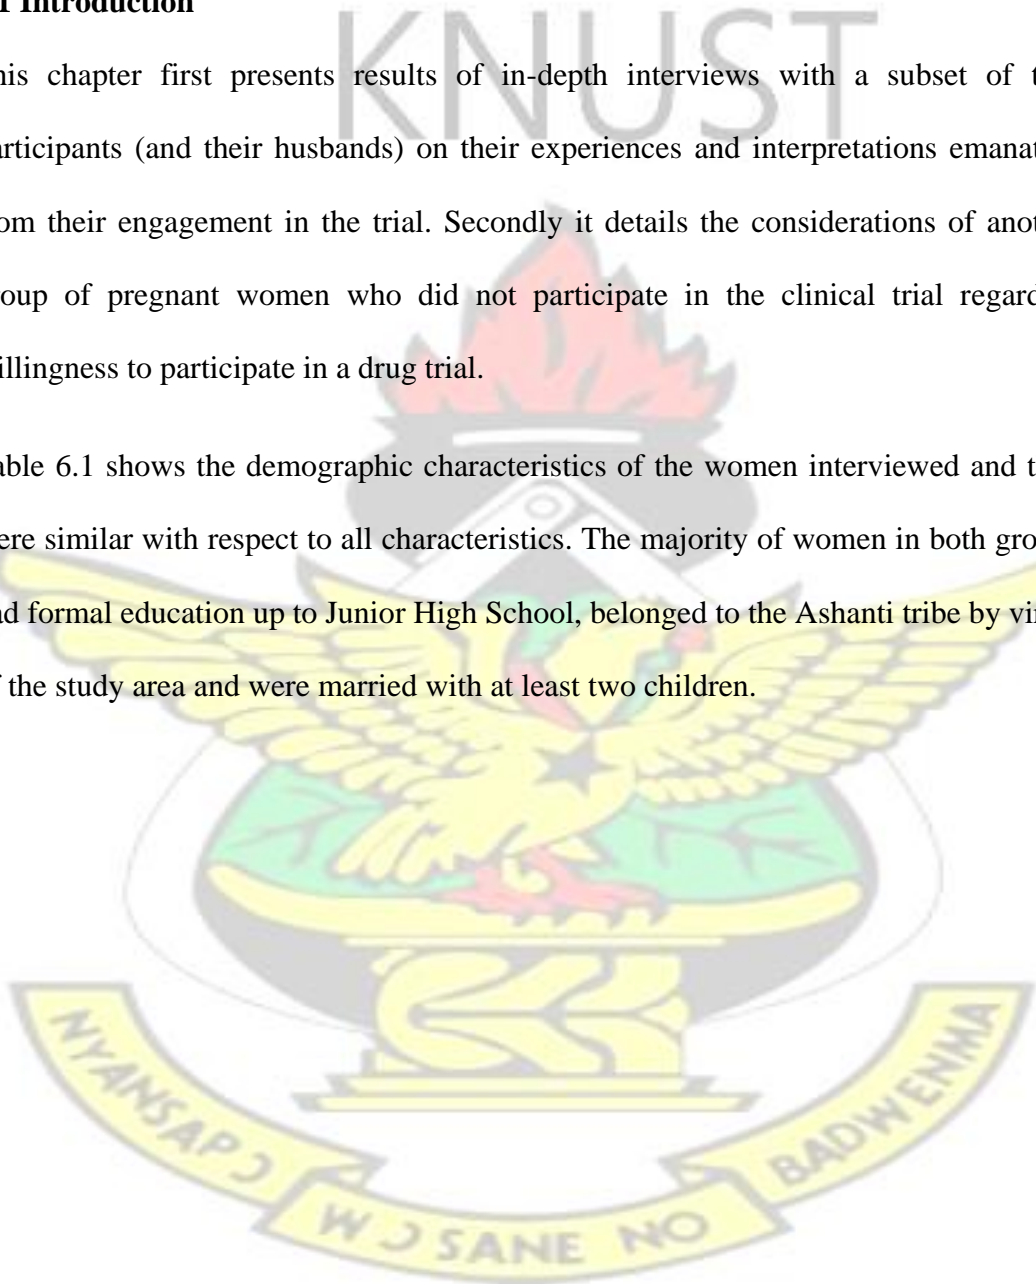 KNUST
1 Introduction
his chapter first presents results of in-depth interviews with a subset of t
articipants (and their husbands) on their experiences and interpretations emanat
om their engagement in the trial. Secondly it details the considerations of anot
roup of pregnant women who did not participate in the clinical trial regard
illingness to participate in a drug trial.
able 6.1 shows the demographic characteristics of the women interviewed and t
ere similar with respect to all characteristics. The majority of women in both gro
ad formal education up to Junior High School, belonged to the Ashanti tribe by vi
f the study area and were married with at least two children.
NYANSAPƆ
WƆSANE NO
BADWENMA